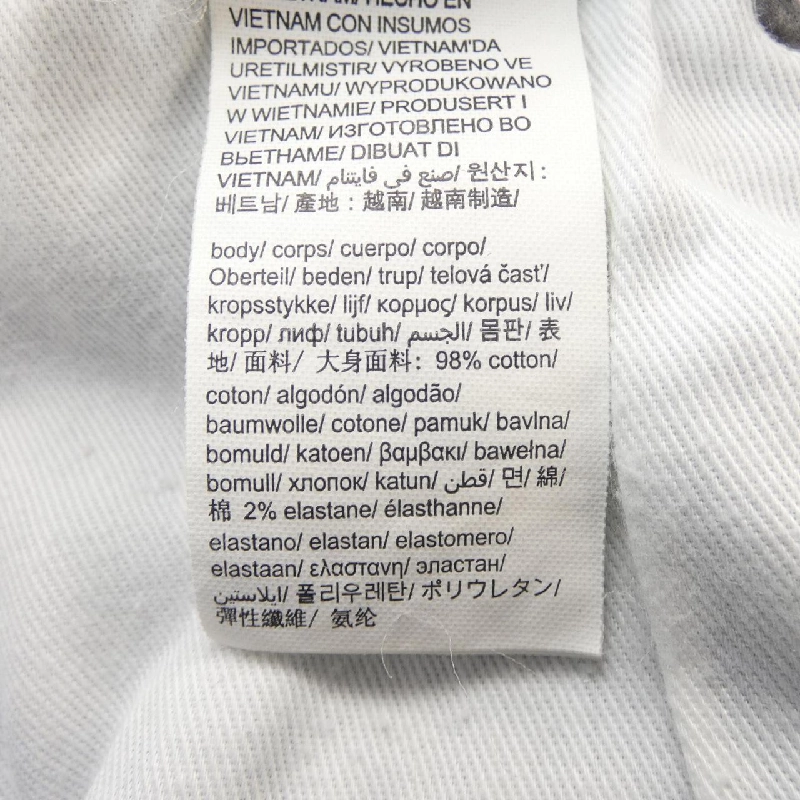 VIETNAM/ HECHO EN
VIETNAM CON INSUMOS
IMPORTADOS/ VIETNAM'DA
URETILMISTIR/ VYROBENO VE
VIETNAMU/ WYPRODUKOWANO
W WIETNAMIE/ PRODUSERT I
VIETNAM/ ИЗГОТОВЛЕНО ВО
ВЬЕТНАМЕ/ DIBUAT DI
VIETNAM/ صنع في فايتنام/ 원산지:
베트남/ 產地：越南/ 越南制造/
body/ corps/ cuerpo/ corpo/
Oberteil/ beden/ trup/ telová časť/
kropsstykke/ lijf/ κορμος/ korpus/ liv/
kropp/ лиф/ tubuh/ الجسم/ 몸판/ 表
地/ 面料/ 大身面料: 98% cotton/
coton/ algodón/ algodão/
baumwolle/ cotone/ pamuk/ bavlna/
bomuld/ katoen/ βαμβακι/ bawełna/
bomull/ хлопок/ katun/ قطن/ 면/ 綿/
棉 2% elastane/ élasthanne/
elastano/ elastan/ elastomero/
elastaan/ ελαστανη/ эластан/
ايلاستين/ 폴리우레탄/ ポリウレタン/
彈性纖維/ 氨纶